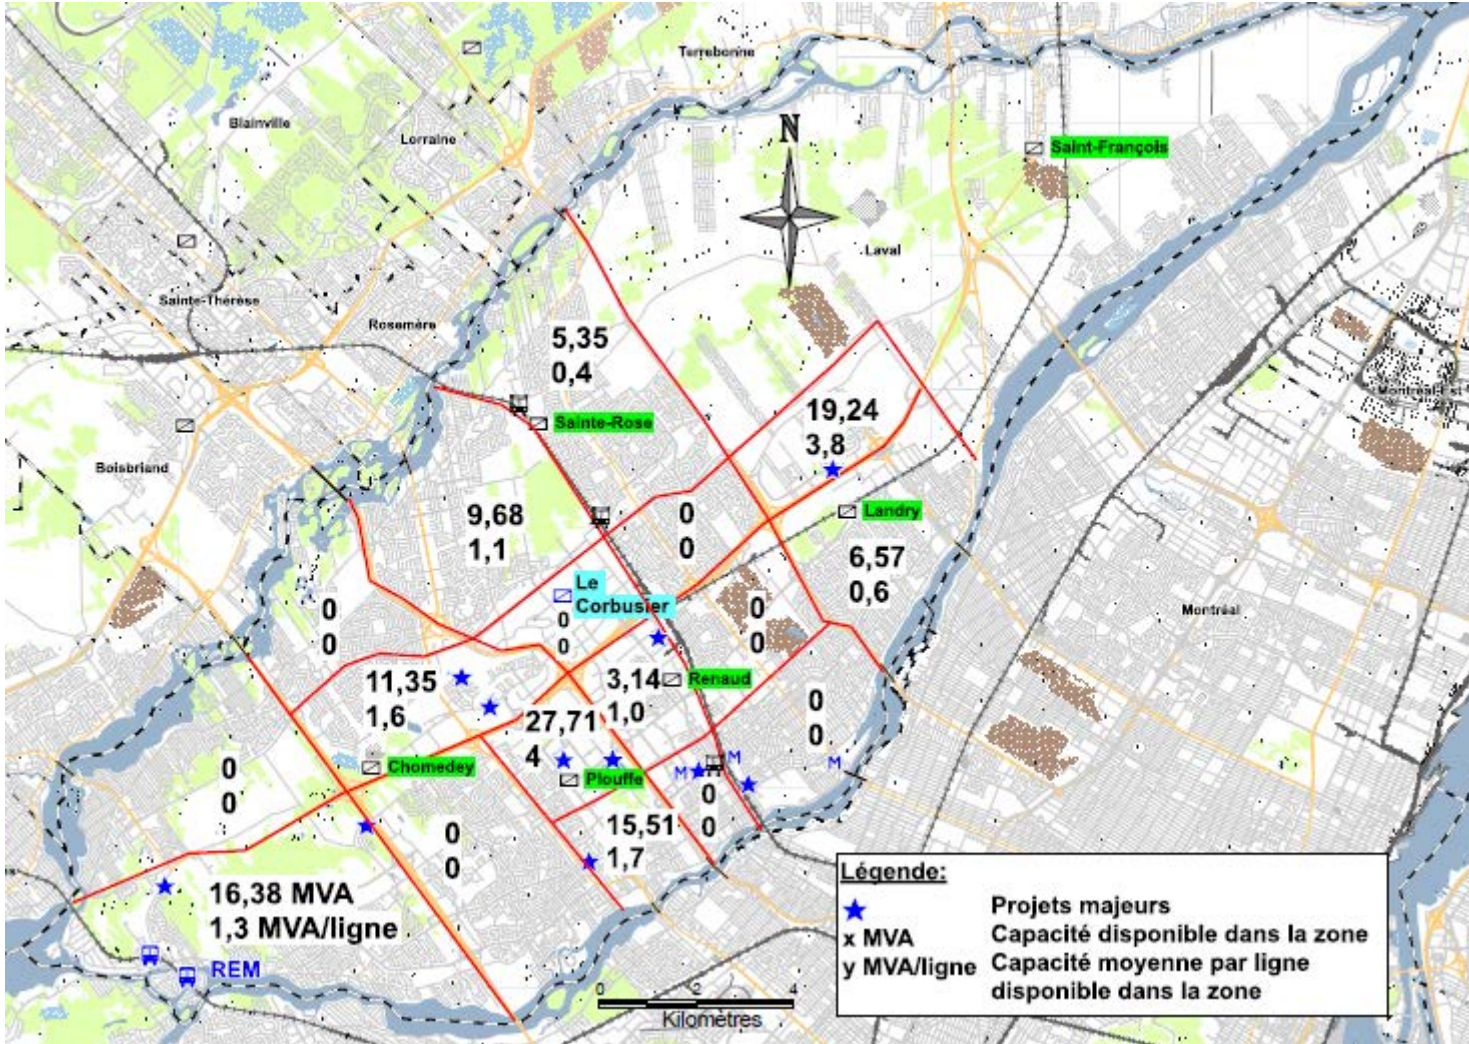 Terrebonne
Blainville
Lorraine
N
Saint-François
Laval
Sainte-Thérèse
Rosemère
5,35
0,4
Montréal-Est
19,24
3,8
Sainte-Rose
Boisbriand
9,68
1,1
0
0
Landry
6,57
0,6
Le
Corbusier
0
0
0
0
0
0
Montréal
11,35
1,6
3,14
1,0
Renaud
27,71
4
0
0
Chomedey
0
0
Plouffe
M
M
M
0
0
0
0
15,51
1,7
16,38 MVA
1,3 MVA/ligne
REM
0
2
4
Kilomètres
Légende:
Projets majeurs
x MVA Capacité disponible dans la zone
y MVA/ligne Capacité moyenne par ligne
disponible dans la zone